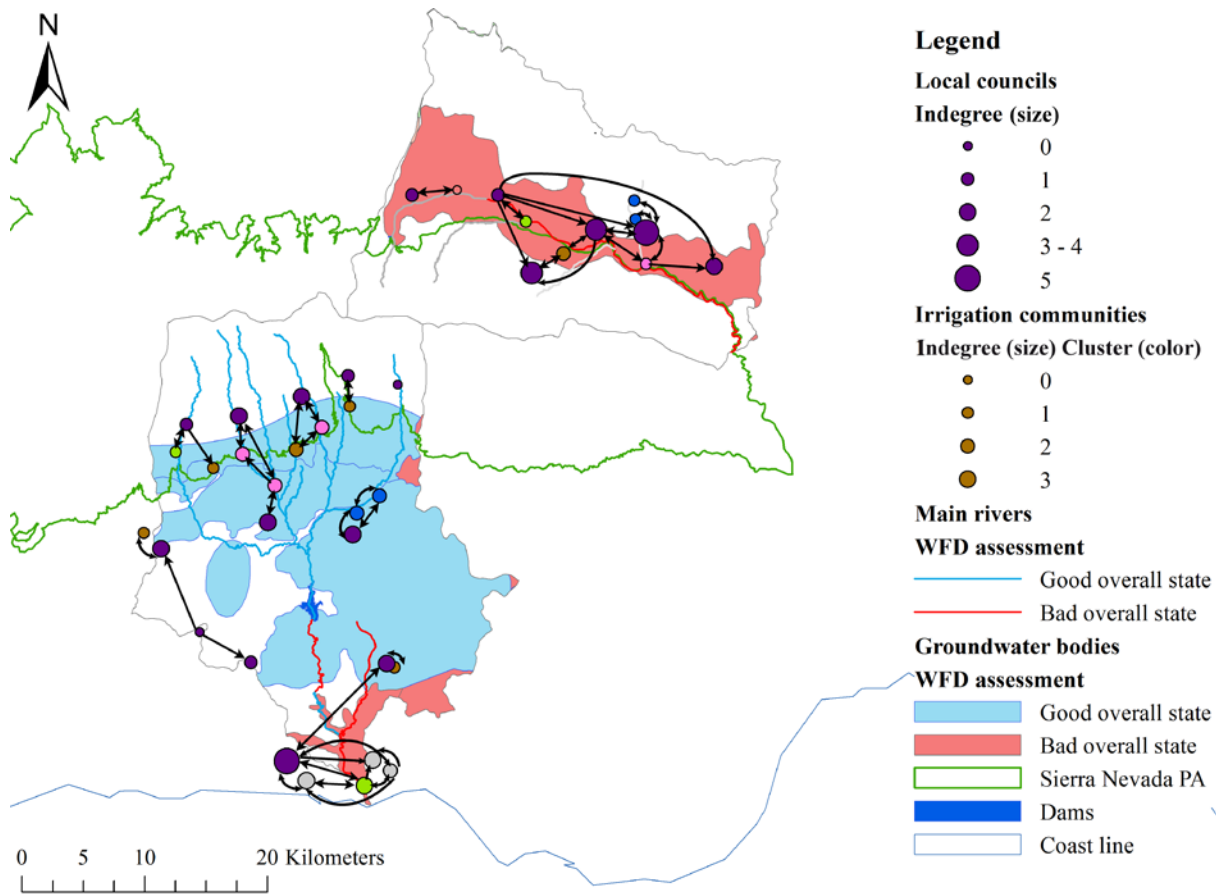 N
Legend
Local councils
Indegree (size)
0
1
2
3 - 4
5
Irrigation communities
Indegree (size) Cluster (color)
0
1
2
3
Main rivers
WFD assessment
Good overall state
Bad overall state
Groundwater bodies
WFD assessment
Good overall state
Bad overall state
Sierra Nevada PA
Dams
Coast line
0 5 10 20 Kilometers